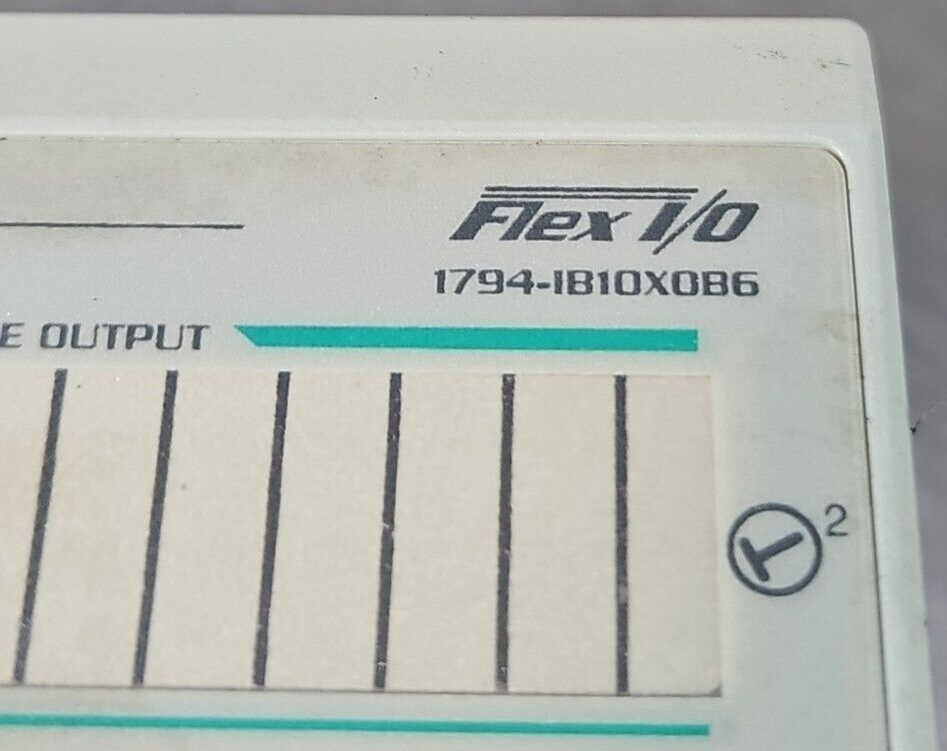 Flex I/O
1794-IB10XOB6
E OUTPUT
2